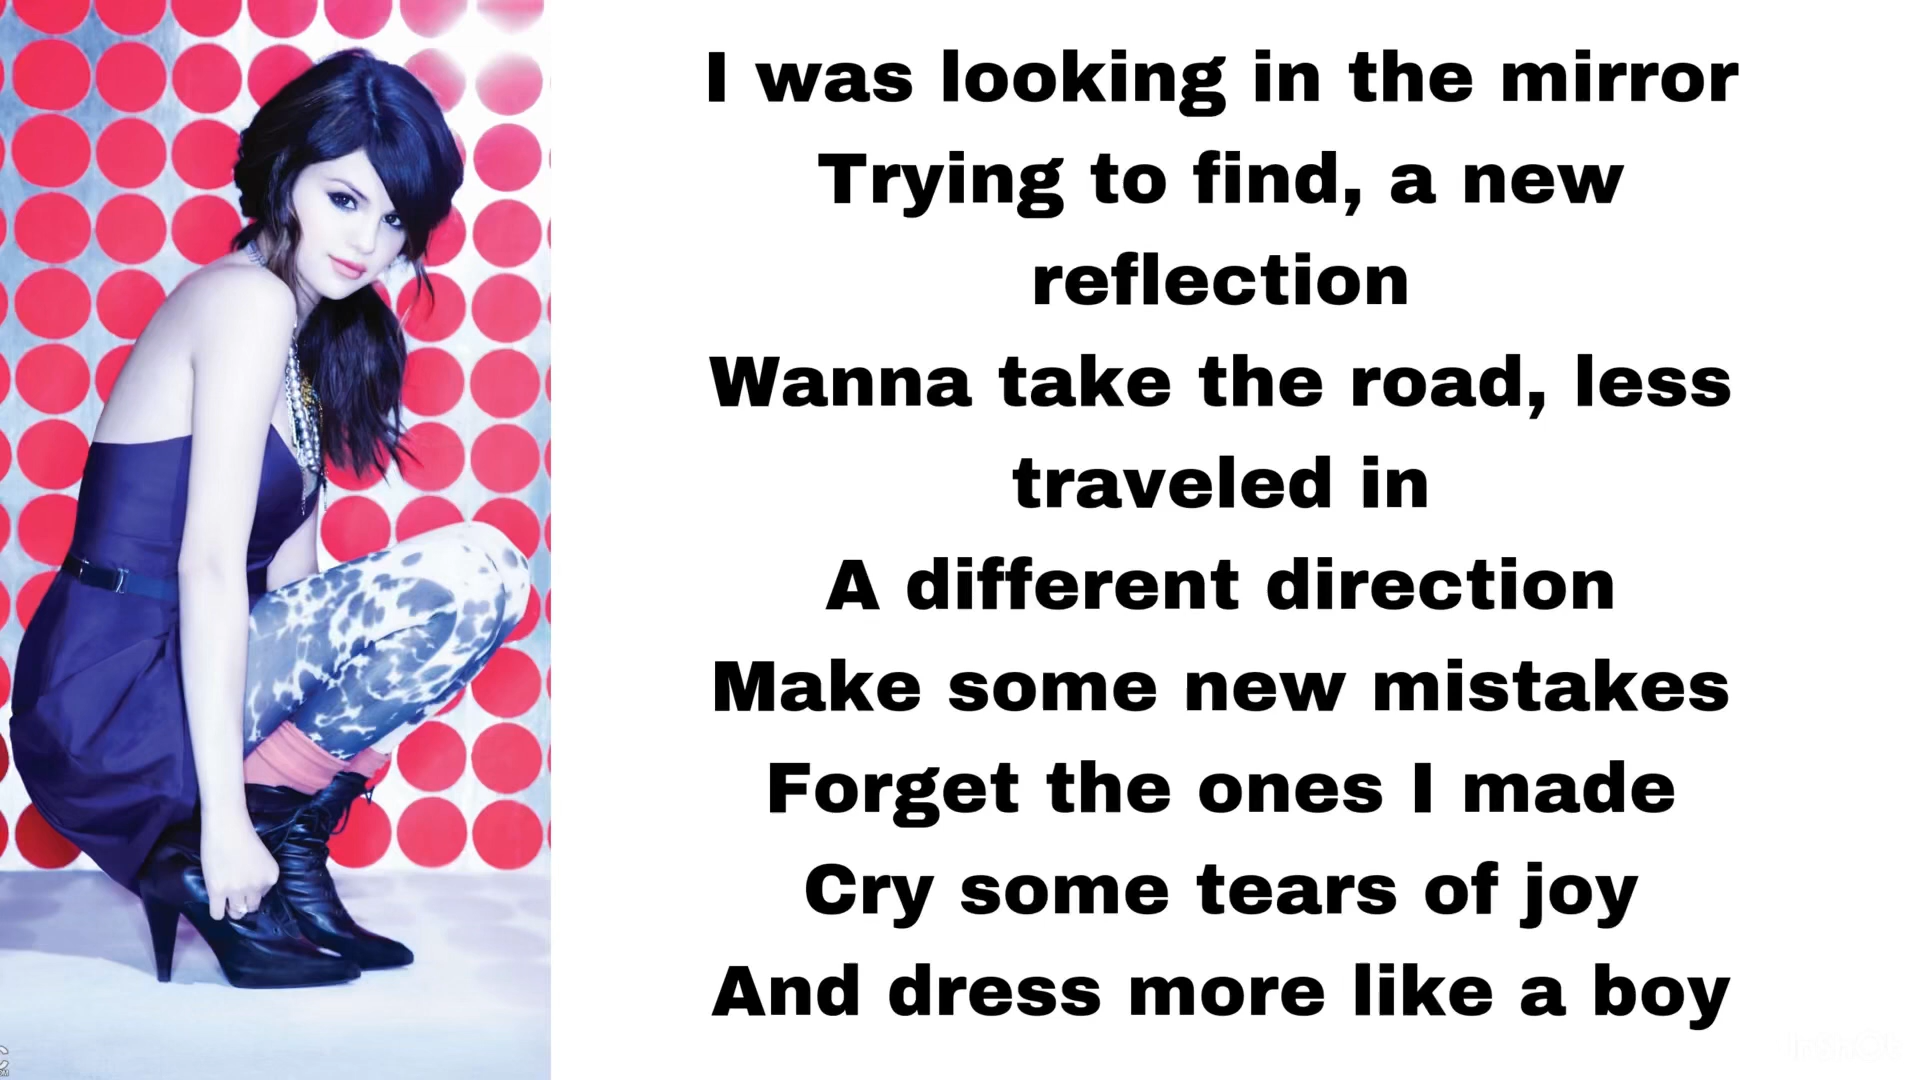 I was looking in the mirror
Trying to find, a new
reflection
Wanna take the road, less
traveled in
A different direction
Make some new mistakes
Forget the ones I made
Cry some tears of joy
And dress more like a boy